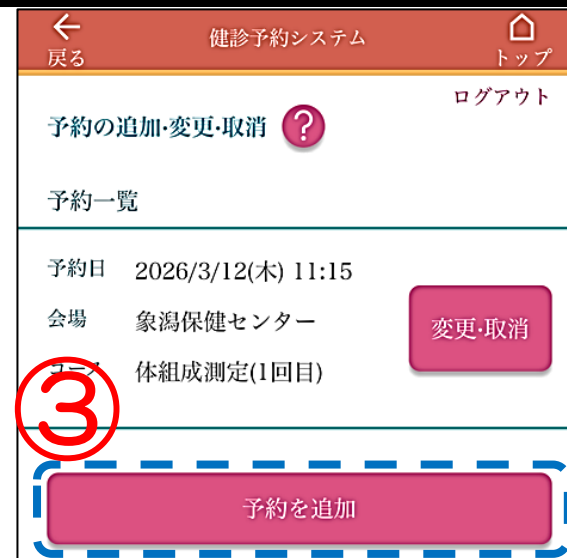 戻る
健診予約システム
トップ
ログアウト
予約の追加・変更・取消 ?
予約一覧
予約日 2026/3/12(木) 11:15
会場 象潟保健センター
変更・取消
コース 体組成測定(1回目)
③
予約を追加